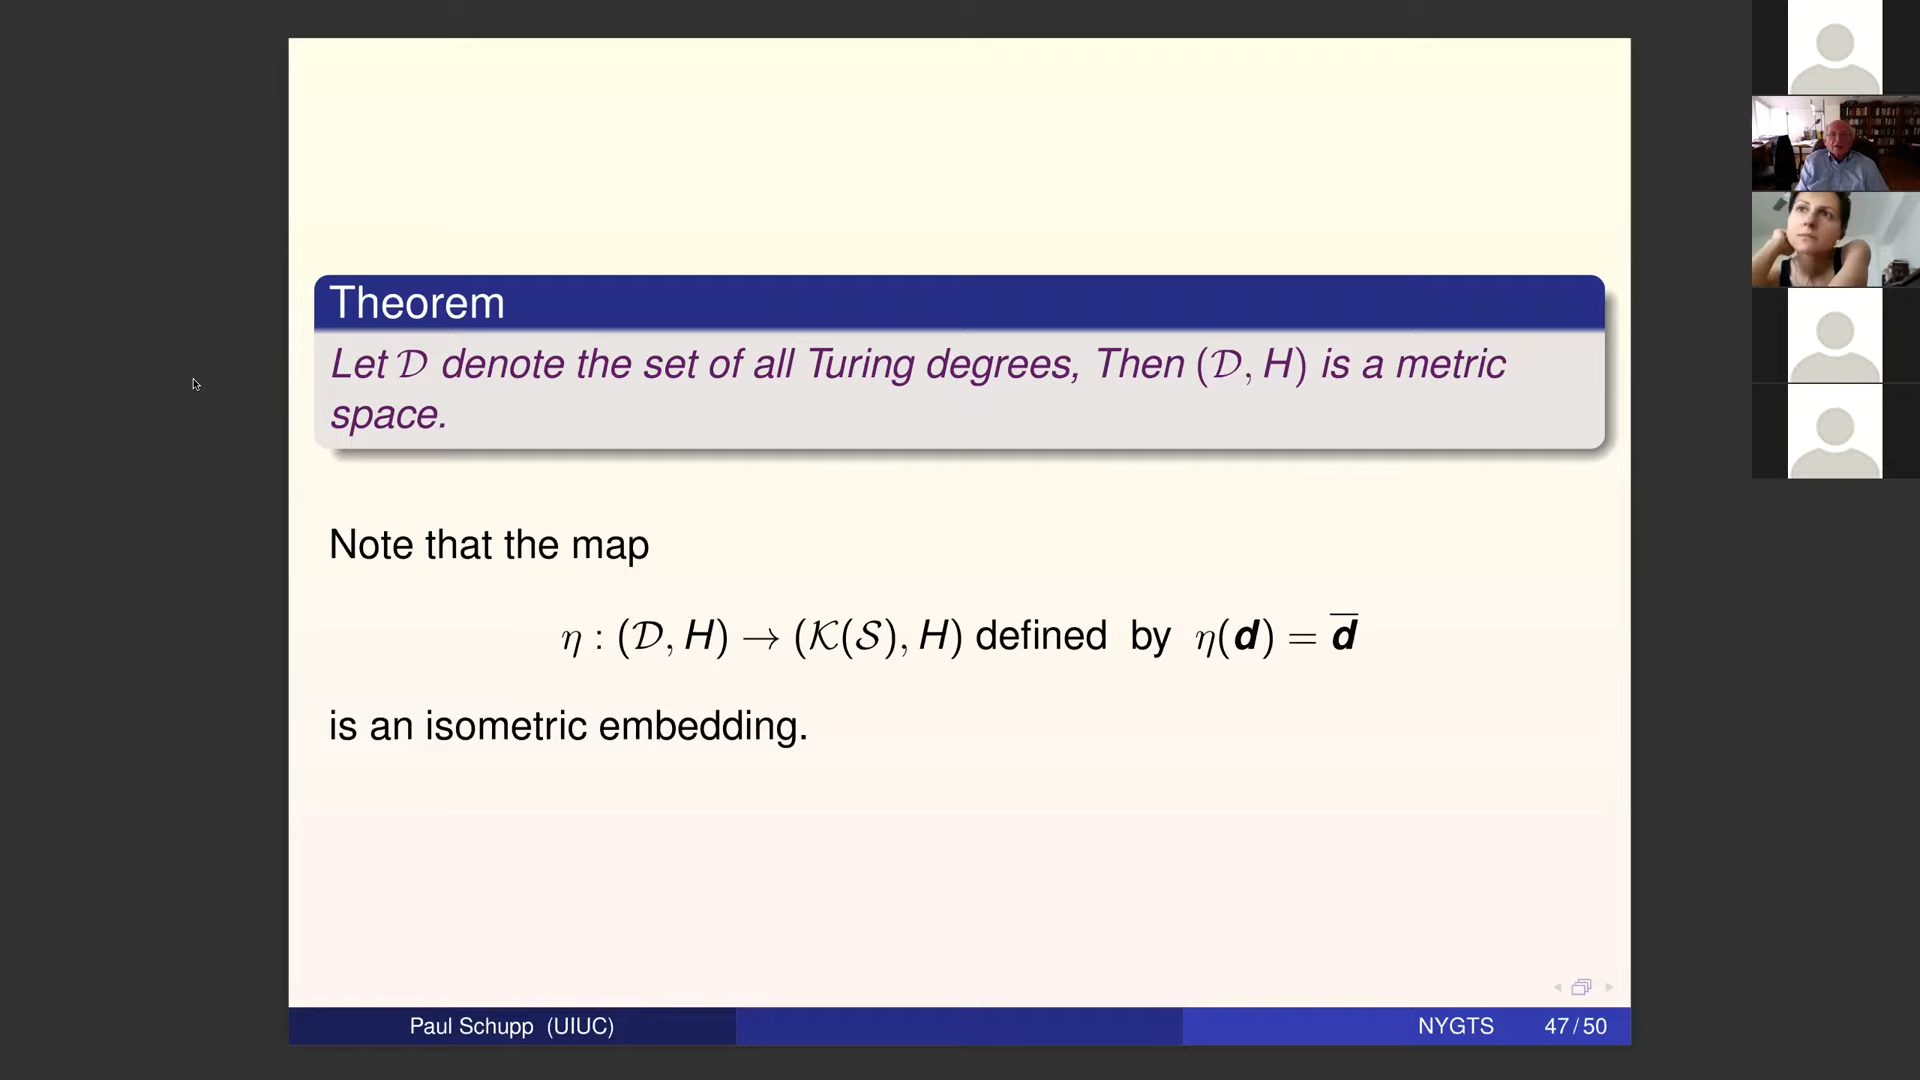 Theorem
Let 𝒟 denote the set of all Turing degrees, Then (𝒟, H) is a metric
space.
Note that the map
η : (𝒟, H) → (𝒦(𝒮), H) defined by η(d) = d̅
is an isometric embedding.
Paul Schupp (UIUC)
NYGTS 47 / 50